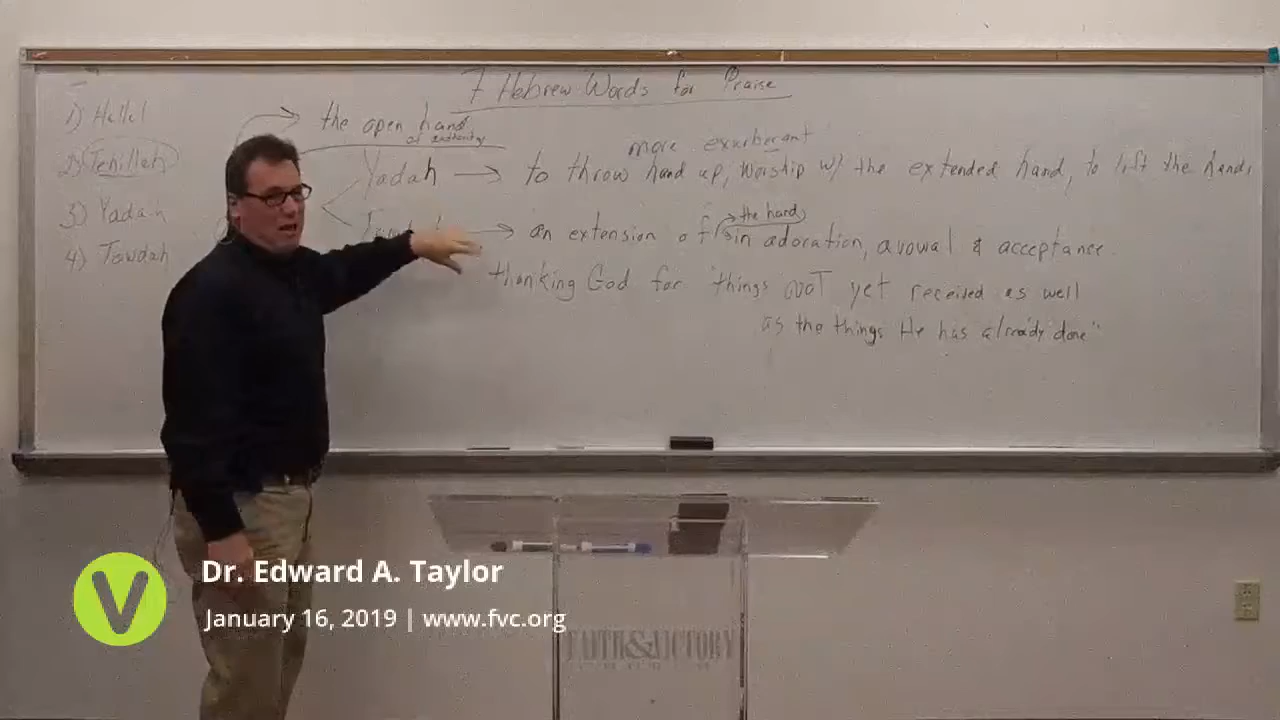 7 Hebrew Words for Praise
1) Hallel
2) Tehillah
3) Yadah
4) Towdah
the open hand
of authority
more exuberant
Yadah → to throw hand up, worship w/ the extended hand, to lift the hands
→ an extension of in adoration, avowal & acceptance.
the hand
thanking God for "things NOT yet received as well
as the things He has already done"
Dr. Edward A. Taylor
January 16, 2019 | www.fvc.org
V
FAITH&VICTORY